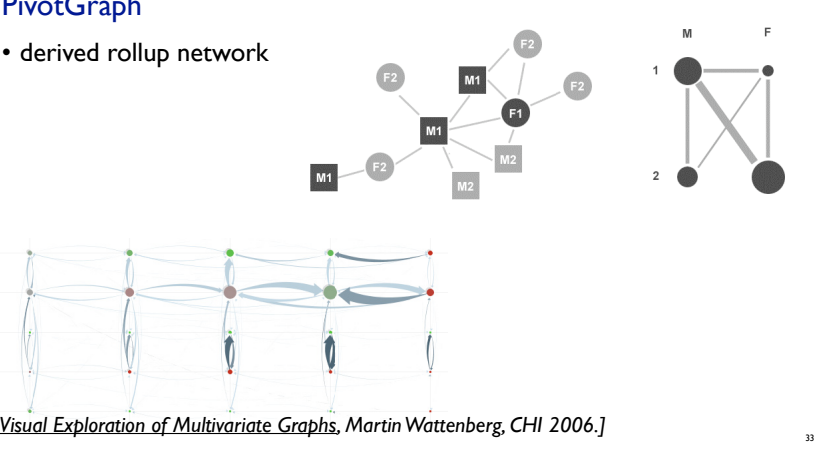 PivotGraph
• derived rollup network
F2
M1
F2
F2
F1
M1
M2
F2
M1
M2
M F
1
2
Visual Exploration of Multivariate Graphs, Martin Wattenberg, CHI 2006.]
33